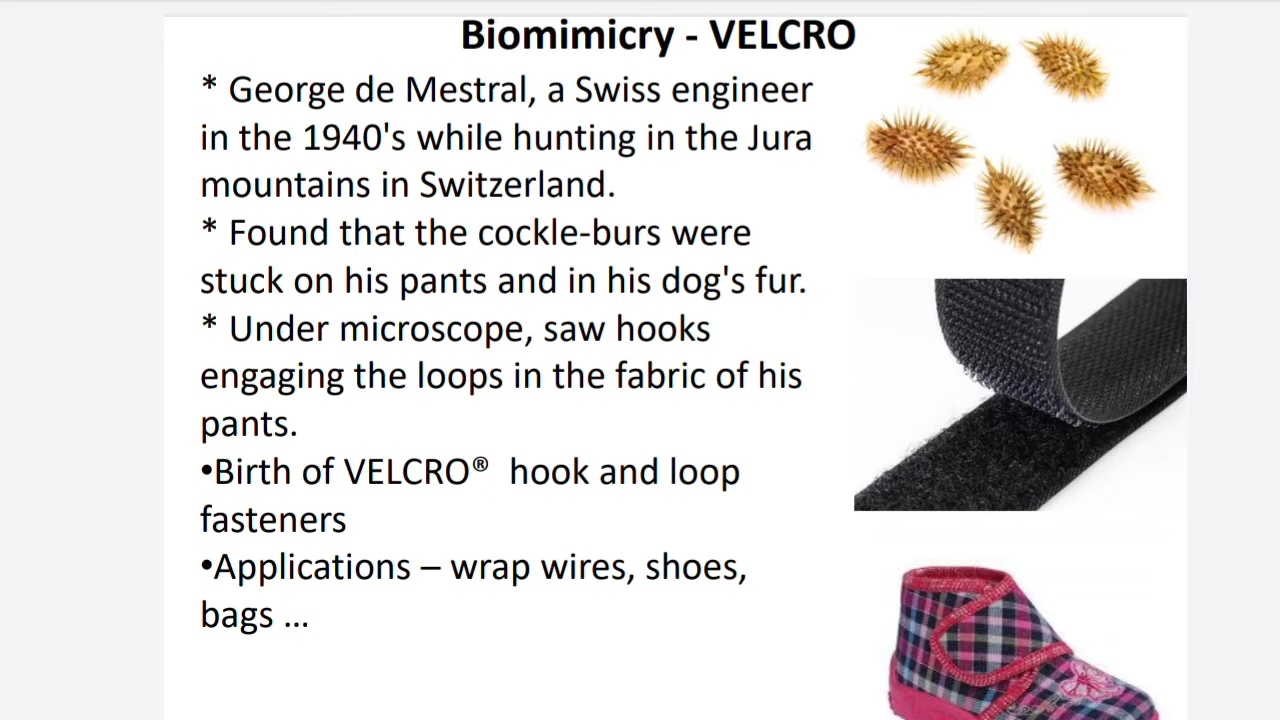 Biomimicry - VELCRO
* George de Mestral, a Swiss engineer
in the 1940's while hunting in the Jura
mountains in Switzerland.
* Found that the cockle-burs were
stuck on his pants and in his dog's fur.
* Under microscope, saw hooks
engaging the loops in the fabric of his
pants.
•Birth of VELCRO®  hook and loop
fasteners
•Applications – wrap wires, shoes,
bags ...